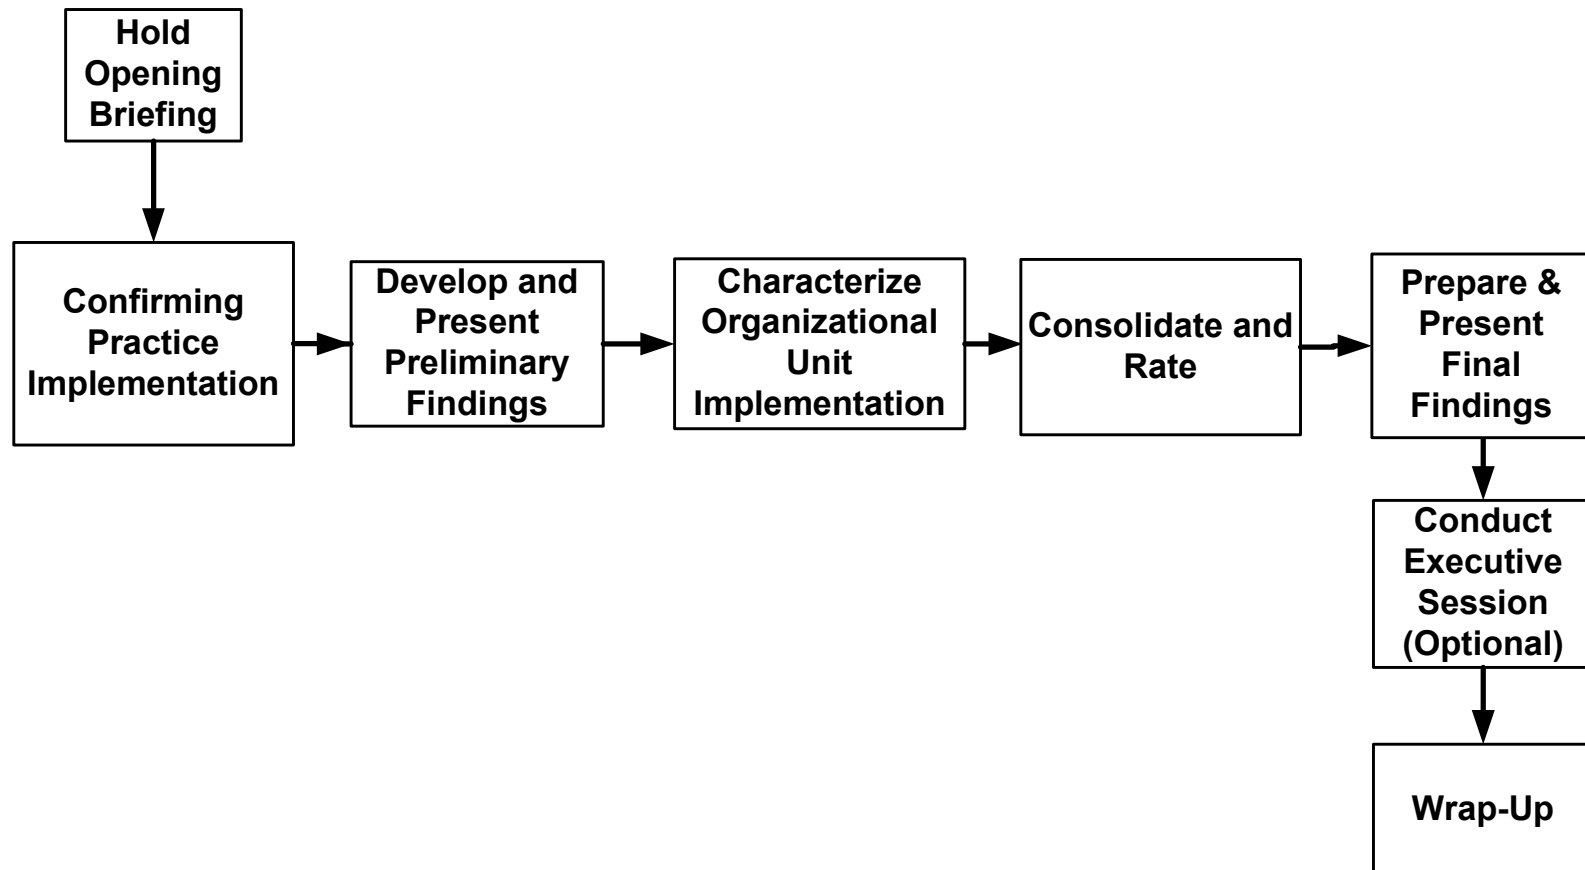 Hold
Opening
Briefing
Confirming
Practice
Implementation
Develop and
Present
Preliminary
Findings
Characterize
Organizational
Unit
Implementation
Consolidate and
Rate
Prepare &
Present
Final
Findings
Conduct
Executive
Session
(Optional)
Wrap-Up